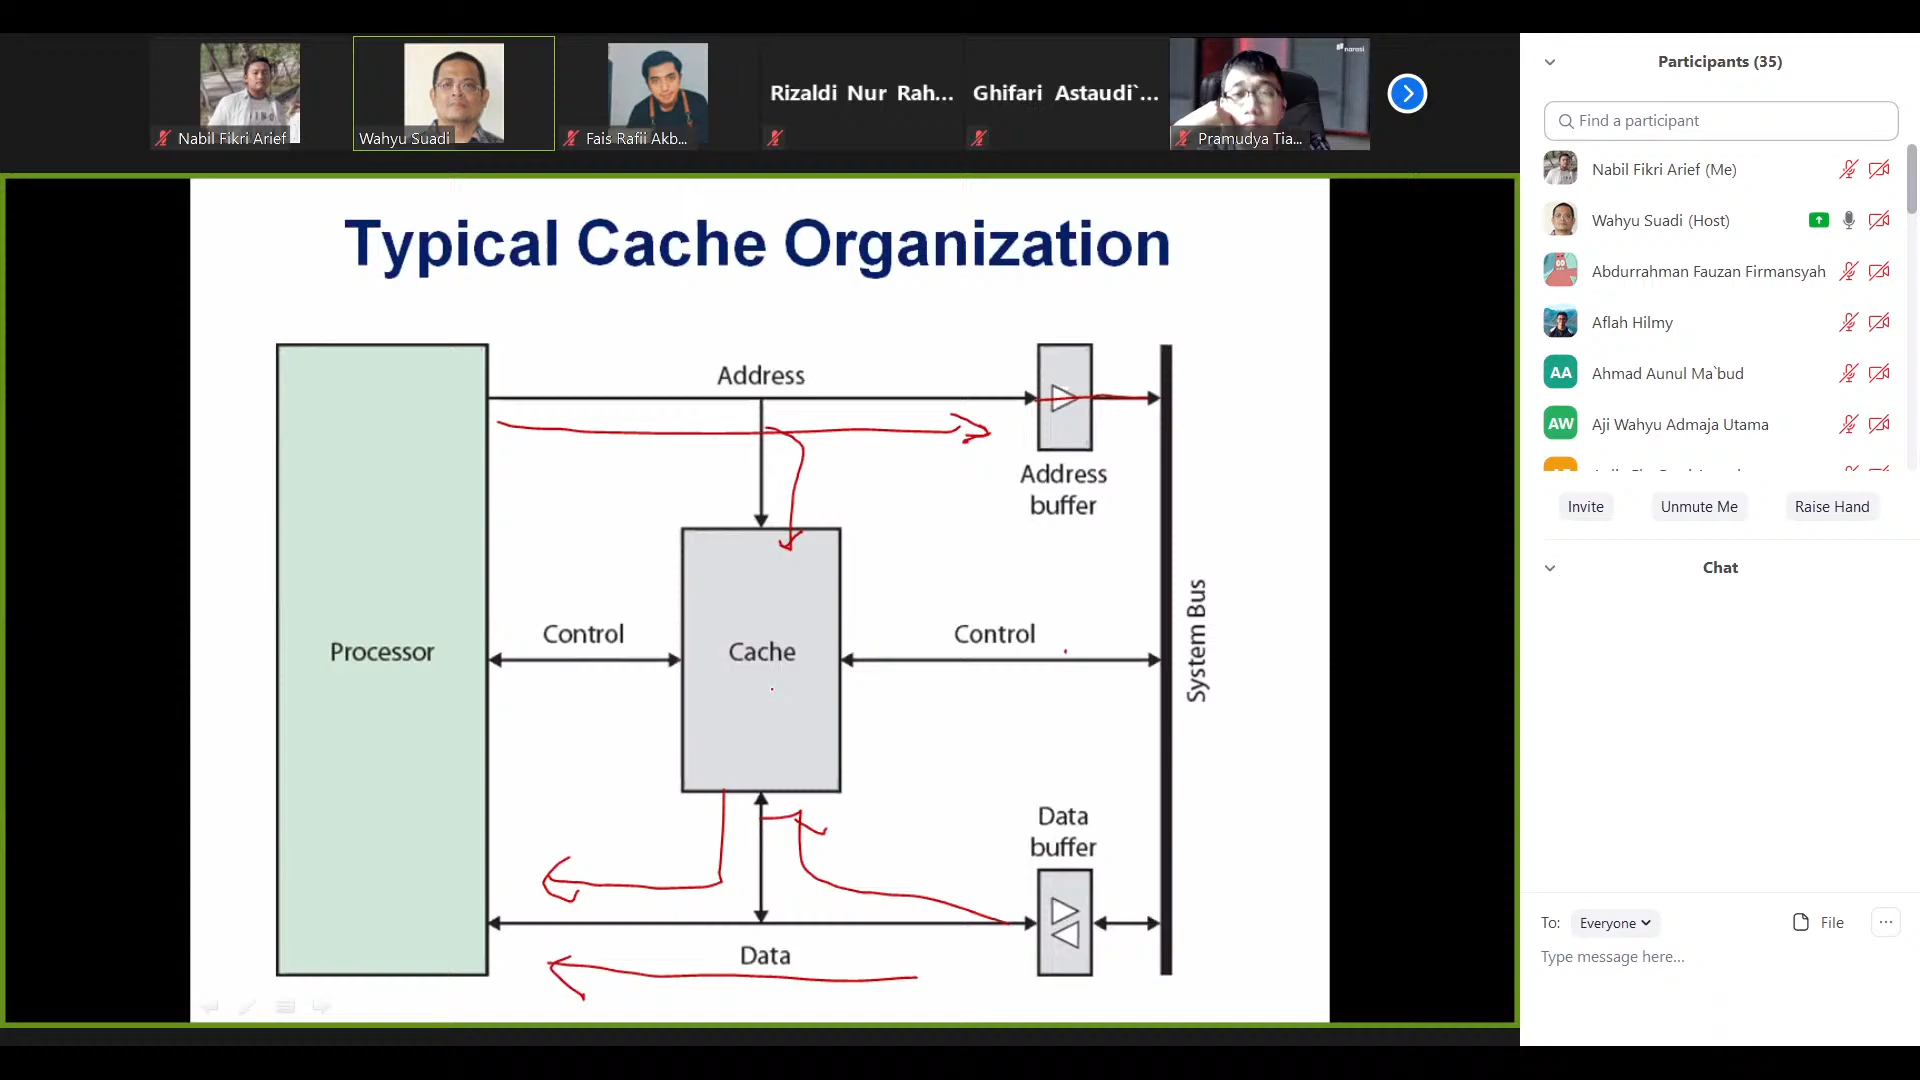 narasi
Rizaldi Nur Rah...
Ghifari Astaudi`...
Nabil Fikri Arief
Wahyu Suadi
Fais Rafii Akb...
Pramudya Tia...
Typical Cache Organization
Address
Address
buffer
Control
Control
Processor
Cache
System Bus
Data
buffer
Data
Participants (35)
Find a participant
Nabil Fikri Arief (Me)
Wahyu Suadi (Host)
Abdurrahman Fauzan Firmansyah
Aflah Hilmy
AA Ahmad Aunul Ma`bud
AW Aji Wahyu Admaja Utama
Invite
Unmute Me
Raise Hand
Chat
To: Everyone
File
...
Type message here...